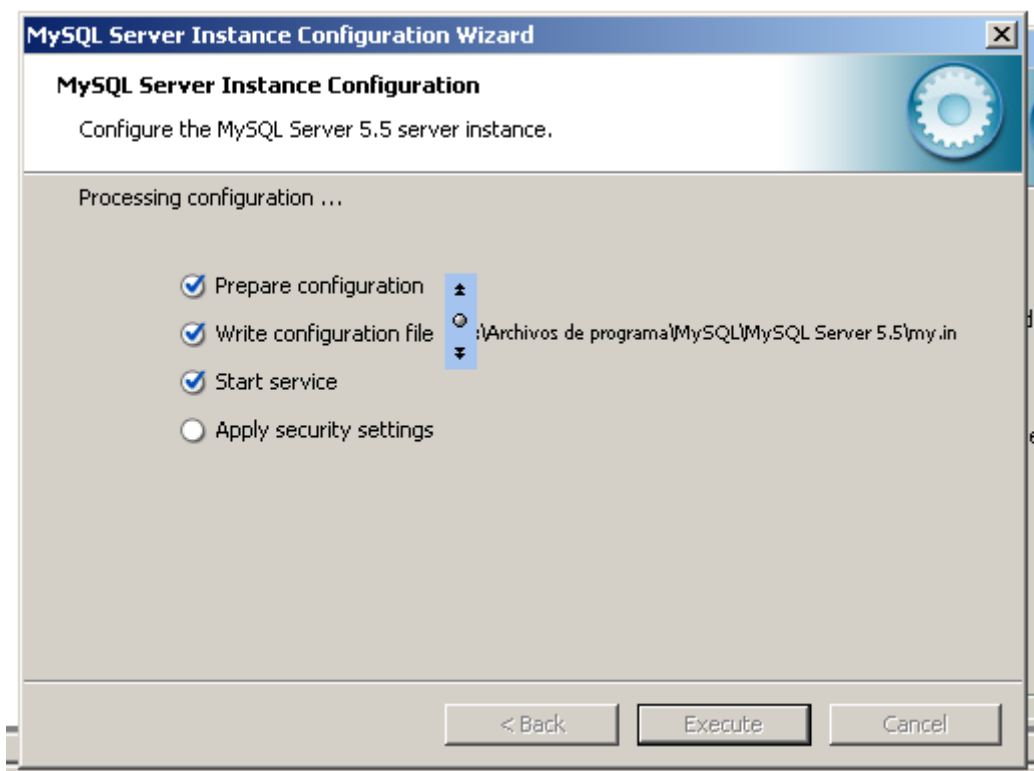 MySQL Server Instance Configuration Wizard
MySQL Server Instance Configuration
Configure the MySQL Server 5.5 server instance.
Processing configuration ...
Prepare configuration
Write configuration file :\Archivos de programa\MySQL\MySQL Server 5.5\my.in
Start service
Apply security settings
< Back Execute Cancel